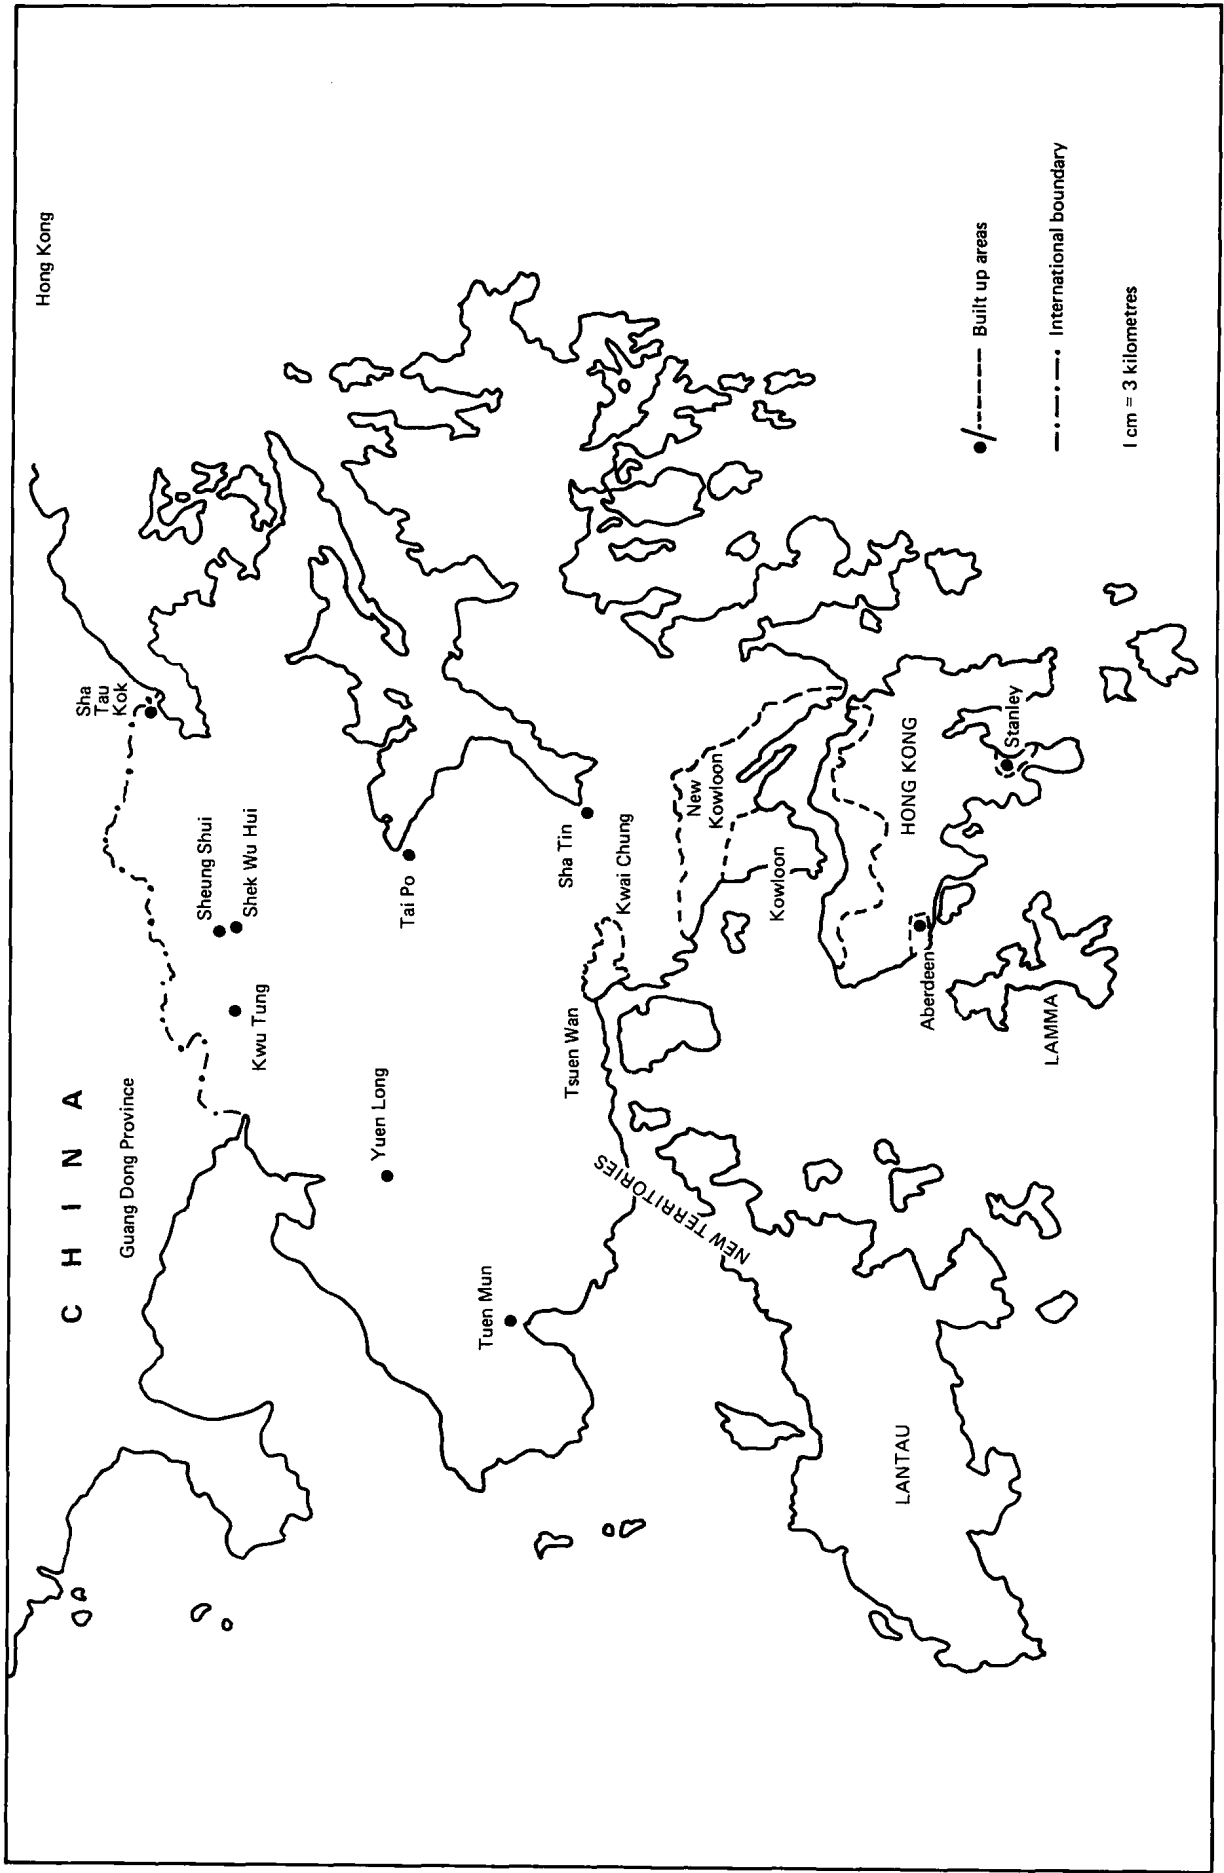 Hong Kong
C H I N A
Guang Dong Province
Sha
Tau
Kok
Sheung Shui
Shek Wu Hui
Kwu Tung
Yuen Long
Tai Po
Tuen Mun
Sha Tin
Tsuen Wan
Kwai Chung
NEW TERRITORIES
New
Kowloon
Kowloon
HONG KONG
Stanley
Aberdeen
LAMMA
LANTAU
Built up areas
International boundary
1 cm = 3 kilometres